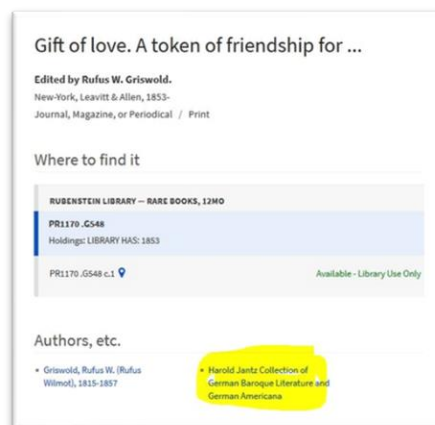 Gift of love. A token of friendship for ...
Edited by Rufus W. Griswold.
New-York, Leavitt & Allen, 1853-
Journal, Magazine, or Periodical / Print
Where to find it
RUBENSTEIN LIBRARY — RARE BOOKS, 12MO
PR1170 .G548
Holdings: LIBRARY HAS: 1853
PR1170 .G548 c.1 Available - Library Use Only
Authors, etc.
• Griswold, Rufus W. (Rufus
Wilmot), 1815-1857
• Harold Jantz Collection of
German Baroque Literature and
German Americana